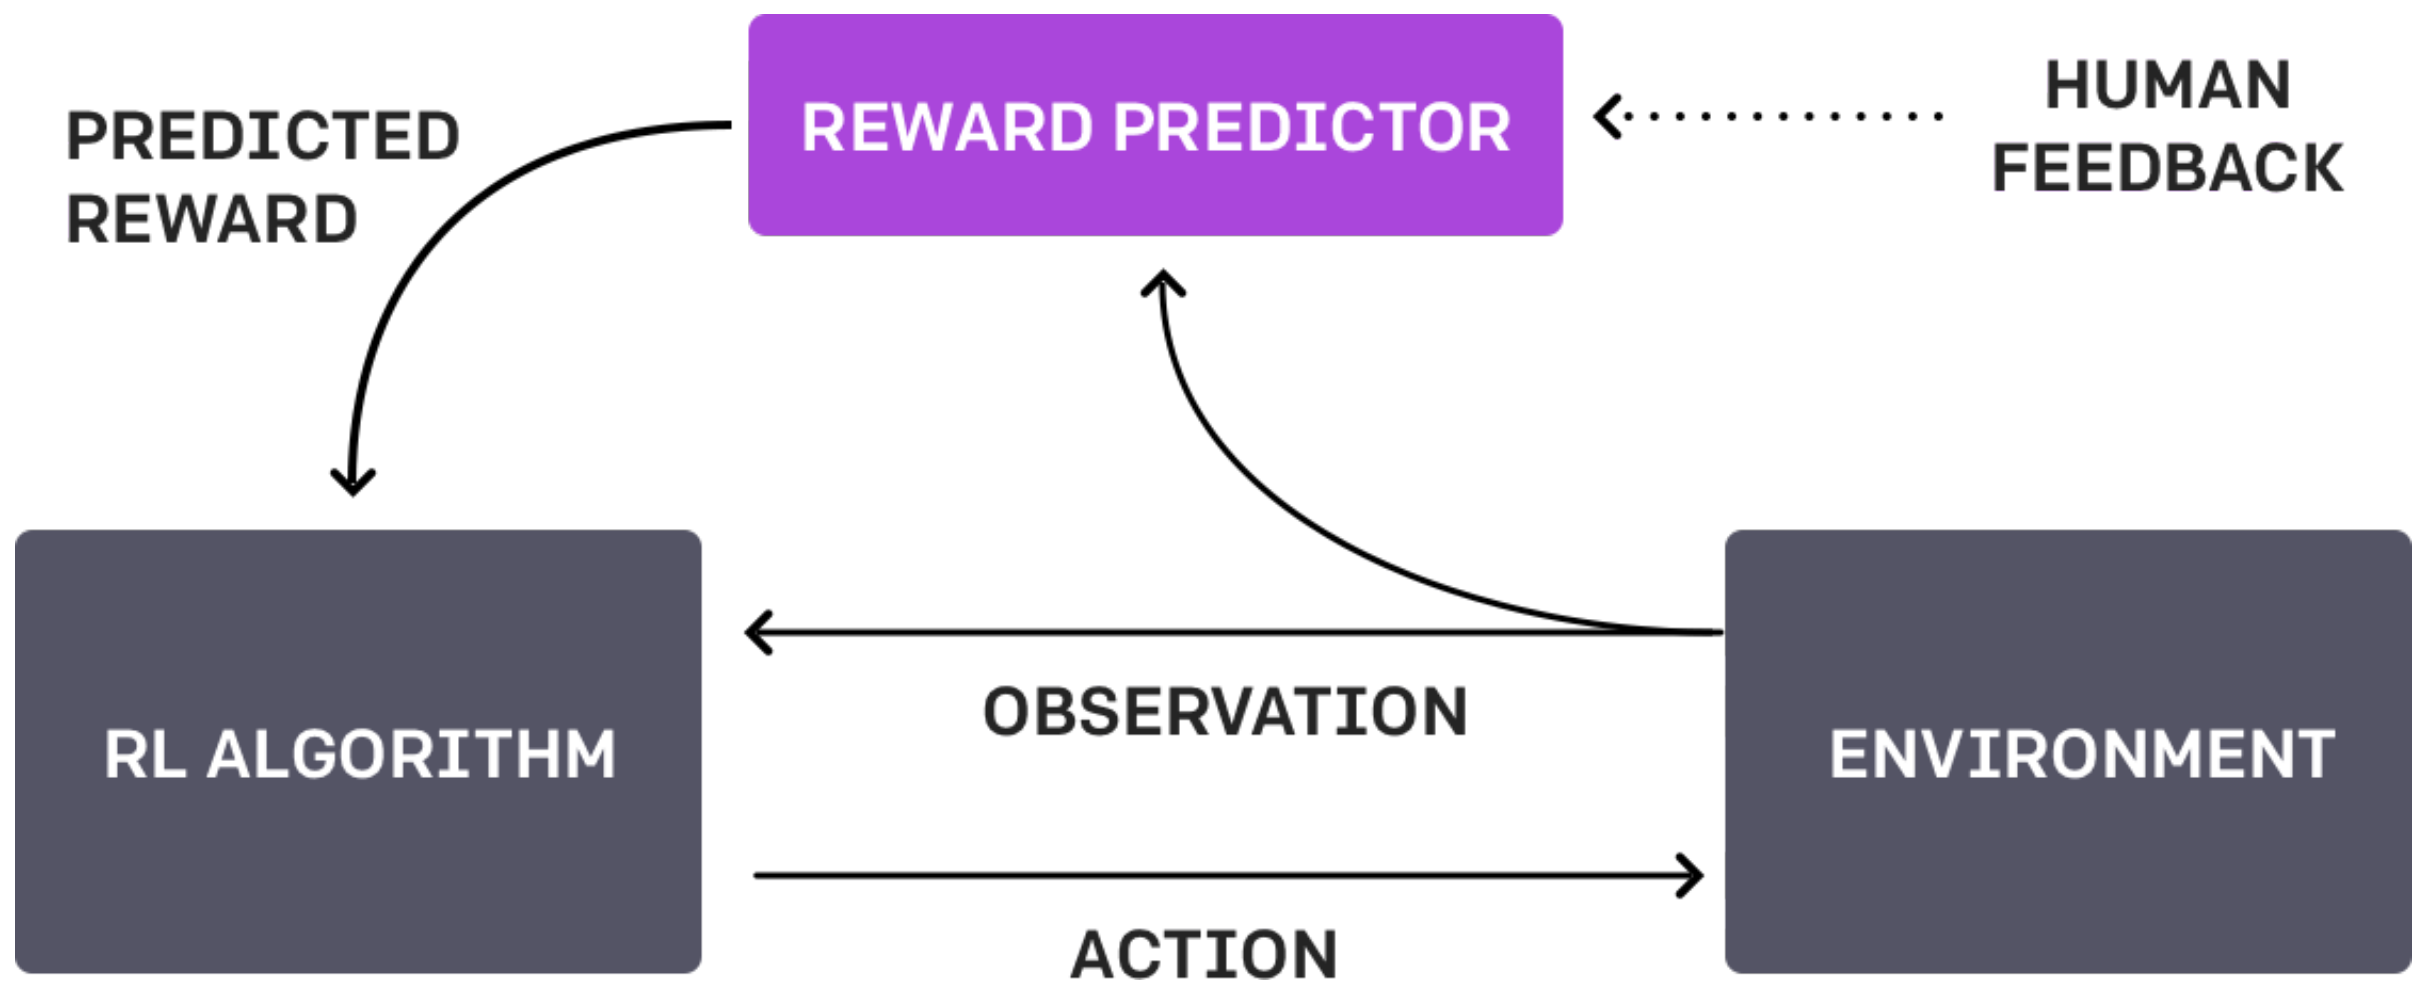 PREDICTED
REWARD
REWARD PREDICTOR
HUMAN
FEEDBACK
RL ALGORITHM
OBSERVATION
ACTION
ENVIRONMENT